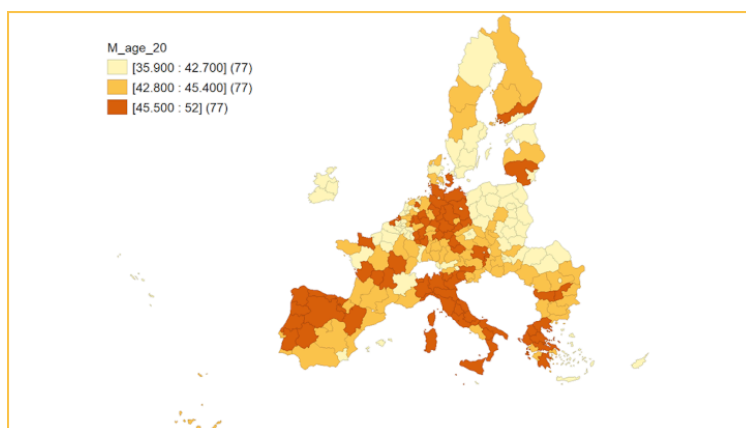 M_age_20
[35.900 : 42.700] (77)
[42.800 : 45.400] (77)
[45.500 : 52] (77)